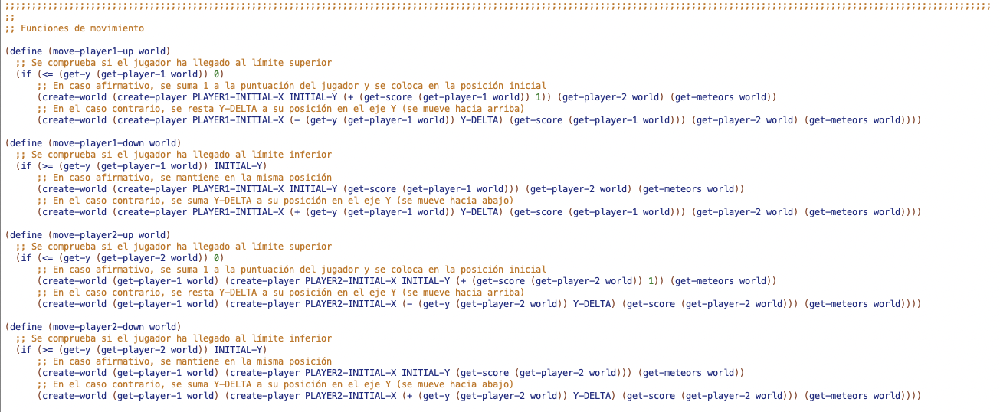 ;;;;;;;;;;;;;;;;;;;;;;;;;;;;;;;;;;;;;;;;;;;;;;;;;;;;;;;;;;;;;;;;;;;;;;;;;;;;;;;;;;;;;;;;;;;;;;;;;;;;;;;;;;;;;;;;;;;;;;;;;;;;;;;;;;;;;;;;;;;;;;;;;;;;;;;;;;;;;;;;;;;;;;;;;;;;;;;;;;;;;;;;
;;
;; Funciones de movimiento

(define (move-player1-up world)
  ;; Se comprueba si el jugador ha llegado al límite superior
  (if (<= (get-y (get-player-1 world)) 0)
      ;; En caso afirmativo, se suma 1 a la puntuación del jugador y se coloca en la posición inicial
      (create-world (create-player PLAYER1-INITIAL-X INITIAL-Y (+ (get-score (get-player-1 world)) 1)) (get-player-2 world) (get-meteors world))
      ;; En el caso contrario, se resta Y-DELTA a su posición en el eje Y (se mueve hacia arriba)
      (create-world (create-player PLAYER1-INITIAL-X (- (get-y (get-player-1 world)) Y-DELTA) (get-score (get-player-1 world))) (get-player-2 world) (get-meteors world))))

(define (move-player1-down world)
  ;; Se comprueba si el jugador ha llegado al límite inferior
  (if (>= (get-y (get-player-1 world)) INITIAL-Y)
      ;; En caso afirmativo, se mantiene en la misma posición
      (create-world (create-player PLAYER1-INITIAL-X INITIAL-Y (get-score (get-player-1 world))) (get-player-2 world) (get-meteors world))
      ;; En el caso contrario, se suma Y-DELTA a su posición en el eje Y (se mueve hacia abajo)
      (create-world (create-player PLAYER1-INITIAL-X (+ (get-y (get-player-1 world)) Y-DELTA) (get-score (get-player-1 world))) (get-player-2 world) (get-meteors world))))

(define (move-player2-up world)
  ;; Se comprueba si el jugador ha llegado al límite superior
  (if (<= (get-y (get-player-2 world)) 0)
      ;; En caso afirmativo, se suma 1 a la puntuación del jugador y se coloca en la posición inicial
      (create-world (get-player-1 world) (create-player PLAYER2-INITIAL-X INITIAL-Y (+ (get-score (get-player-2 world)) 1)) (get-meteors world))
      ;; En el caso contrario, se resta Y-DELTA a su posición en el eje Y (se mueve hacia arriba)
      (create-world (get-player-1 world) (create-player PLAYER2-INITIAL-X (- (get-y (get-player-2 world)) Y-DELTA) (get-score (get-player-2 world))) (get-meteors world))))

(define (move-player2-down world)
  ;; Se comprueba si el jugador ha llegado al límite inferior
  (if (>= (get-y (get-player-2 world)) INITIAL-Y)
      ;; En caso afirmativo, se mantiene en la misma posición
      (create-world (get-player-1 world) (create-player PLAYER2-INITIAL-X INITIAL-Y (get-score (get-player-2 world))) (get-meteors world))
      ;; En el caso contrario, se suma Y-DELTA a su posición en el eje Y (se mueve hacia abajo)
      (create-world (get-player-1 world) (create-player PLAYER2-INITIAL-X (+ (get-y (get-player-2 world)) Y-DELTA) (get-score (get-player-2 world))) (get-meteors world))))